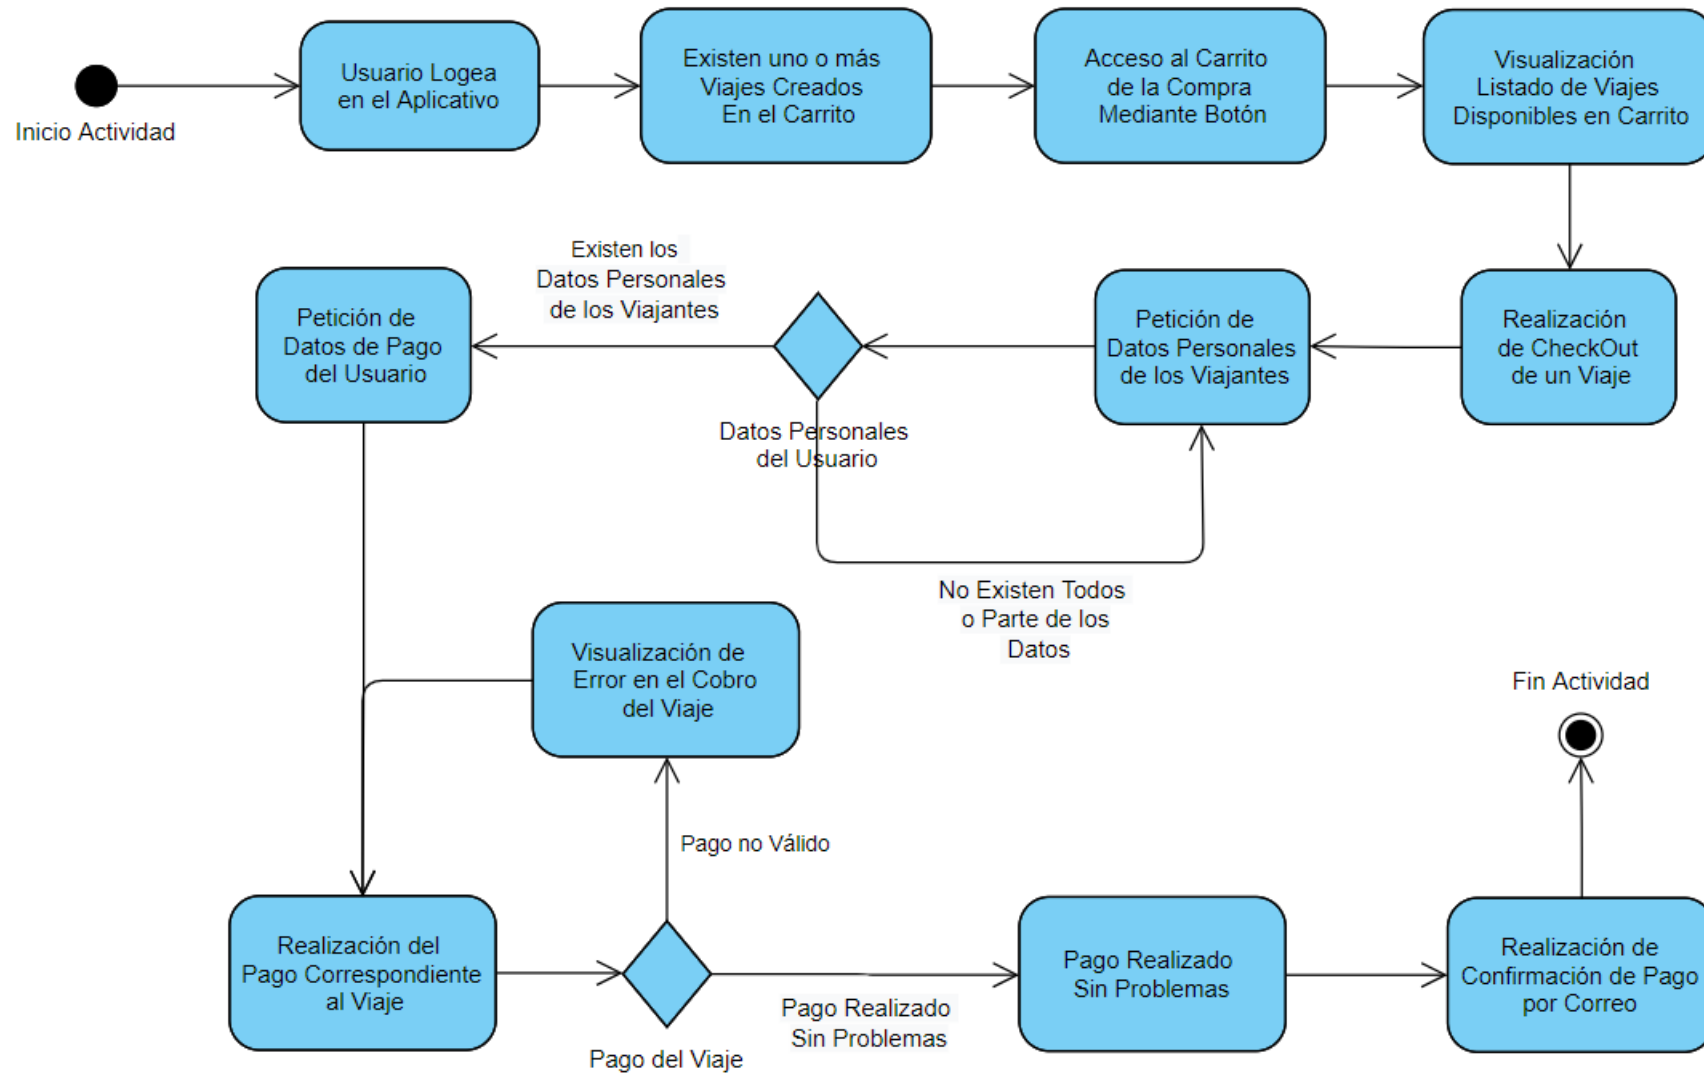 Inicio Actividad
Usuario Logea
en el Aplicativo
Existen uno o más
Viajes Creados
En el Carrito
Acceso al Carrito
de la Compra
Mediante Botón
Visualización
Listado de Viajes
Disponibles en Carrito
Realización
de CheckOut
de un Viaje
Petición de
Datos Personales
de los Viajantes
Datos Personales
del Usuario
Existen los
Datos Personales
de los Viajantes
No Existen Todos
o Parte de los
Datos
Petición de
Datos de Pago
del Usuario
Visualización de
Error en el Cobro
del Viaje
Pago no Válido
Realización del
Pago Correspondiente
al Viaje
Pago del Viaje
Pago Realizado
Sin Problemas
Pago Realizado
Sin Problemas
Realización de
Confirmación de Pago
por Correo
Fin Actividad